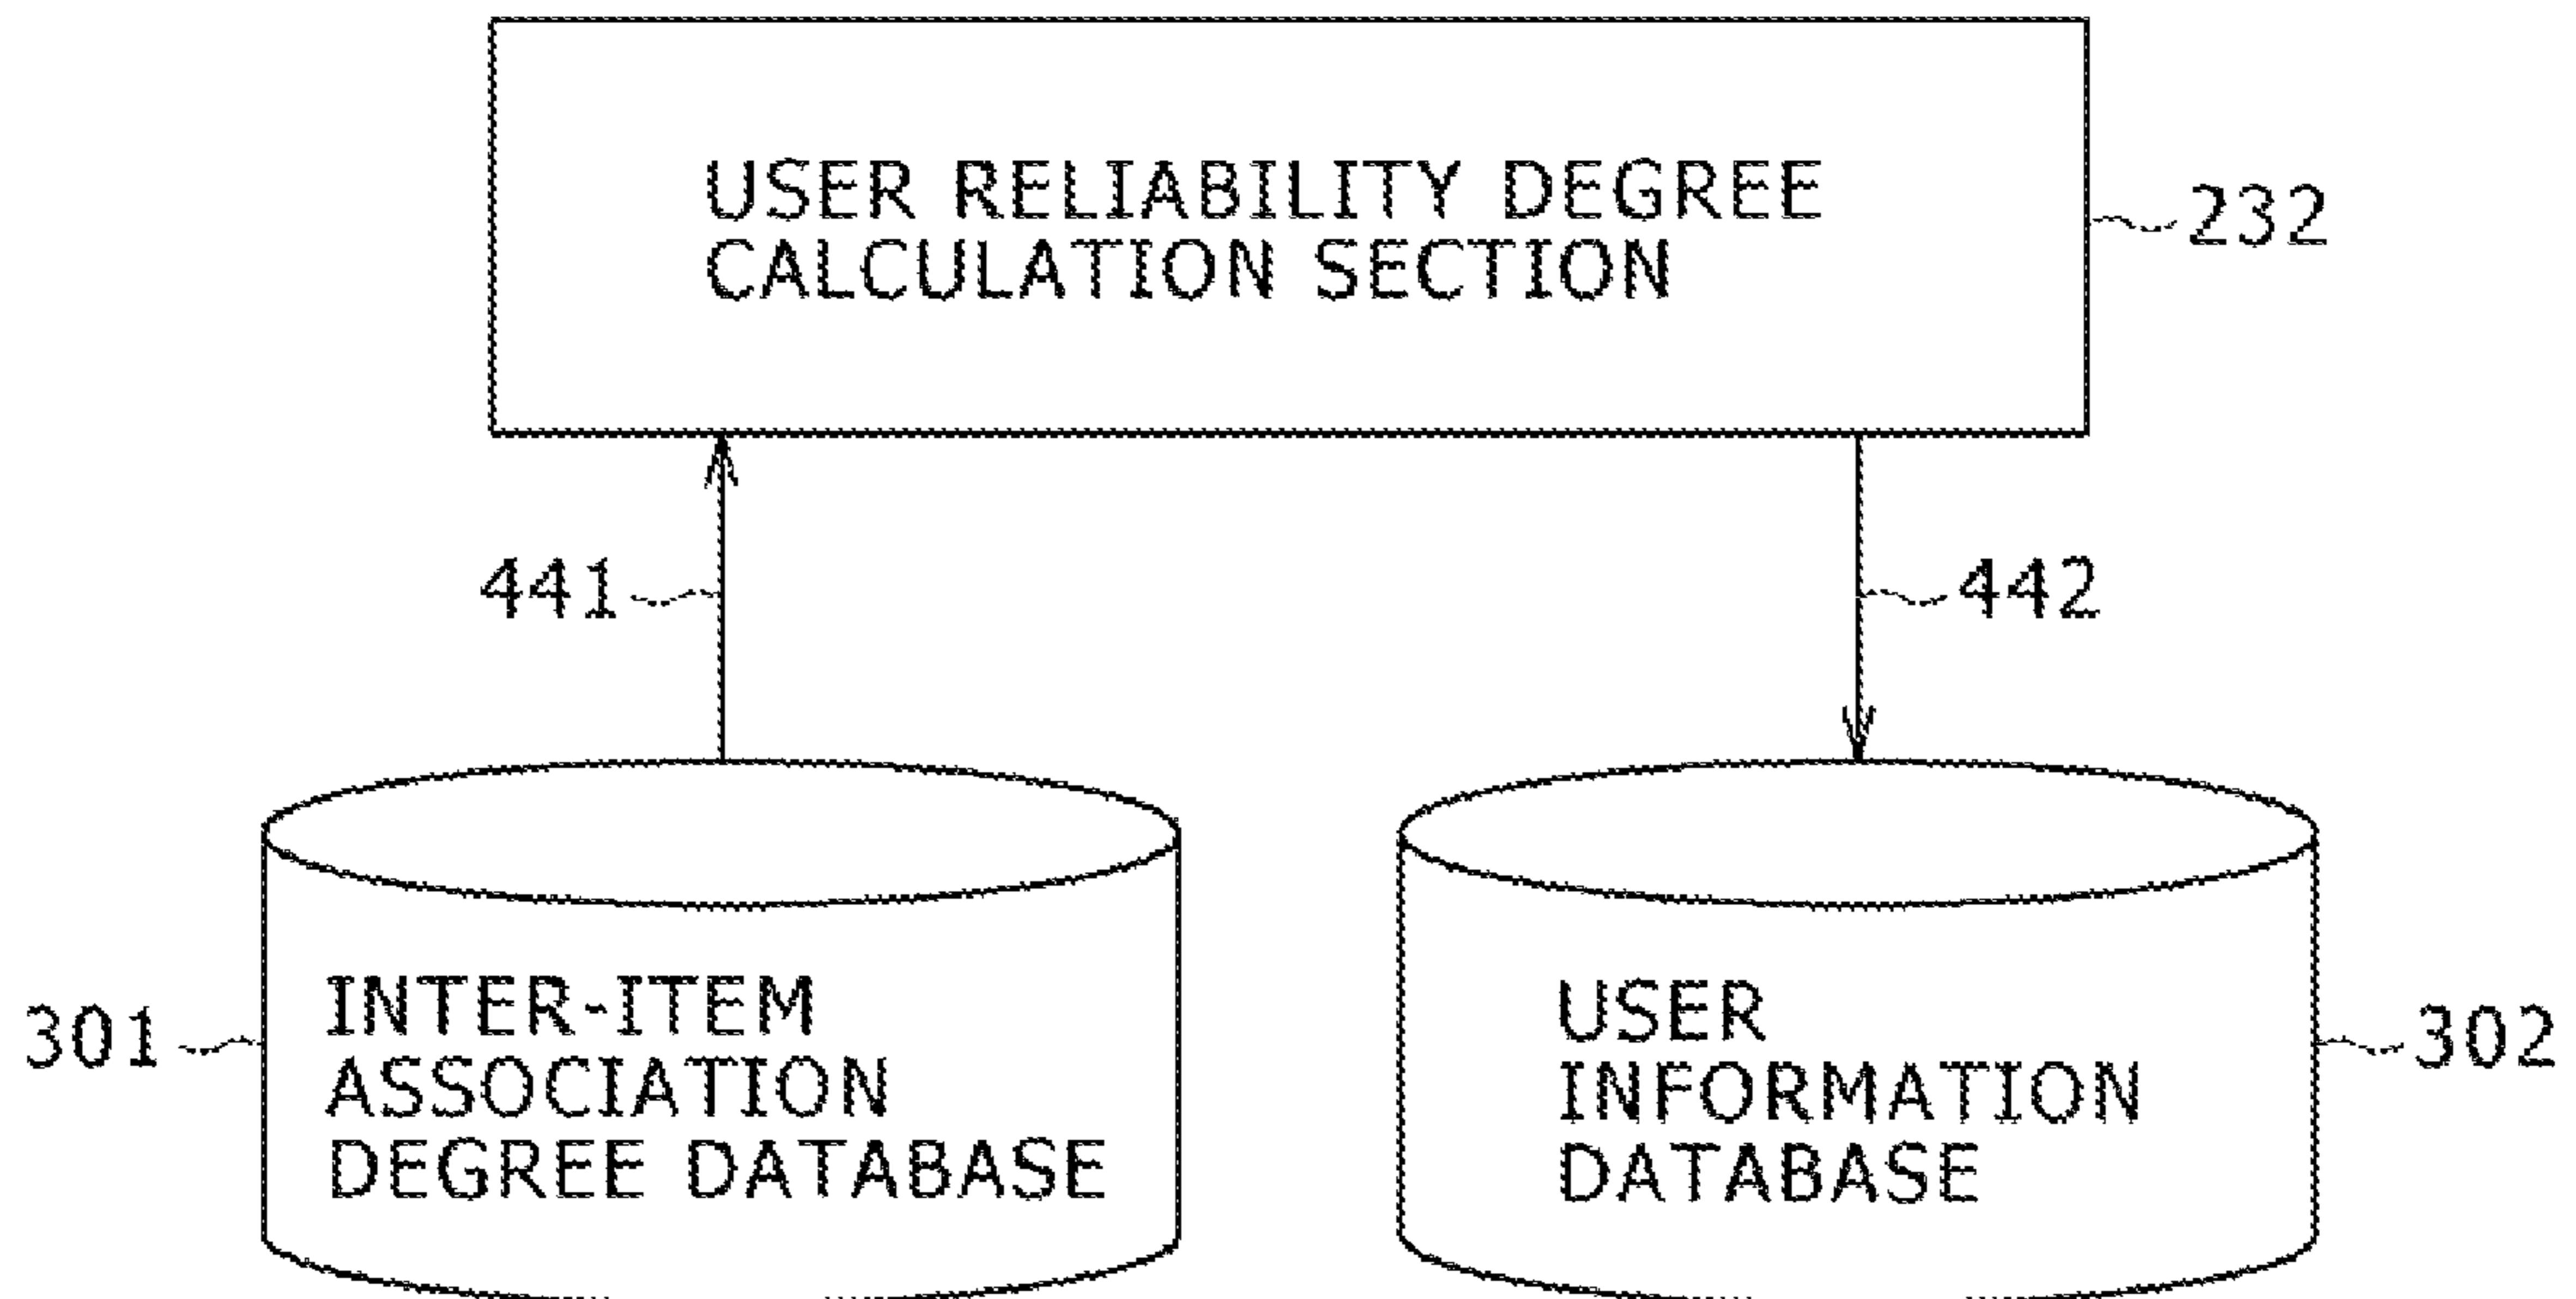 USER RELIABILITY DEGREE
CALCULATION SECTION
232
441
442
301
INTER-ITEM
ASSOCIATION
DEGREE DATABASE
USER
INFORMATION
DATABASE
302